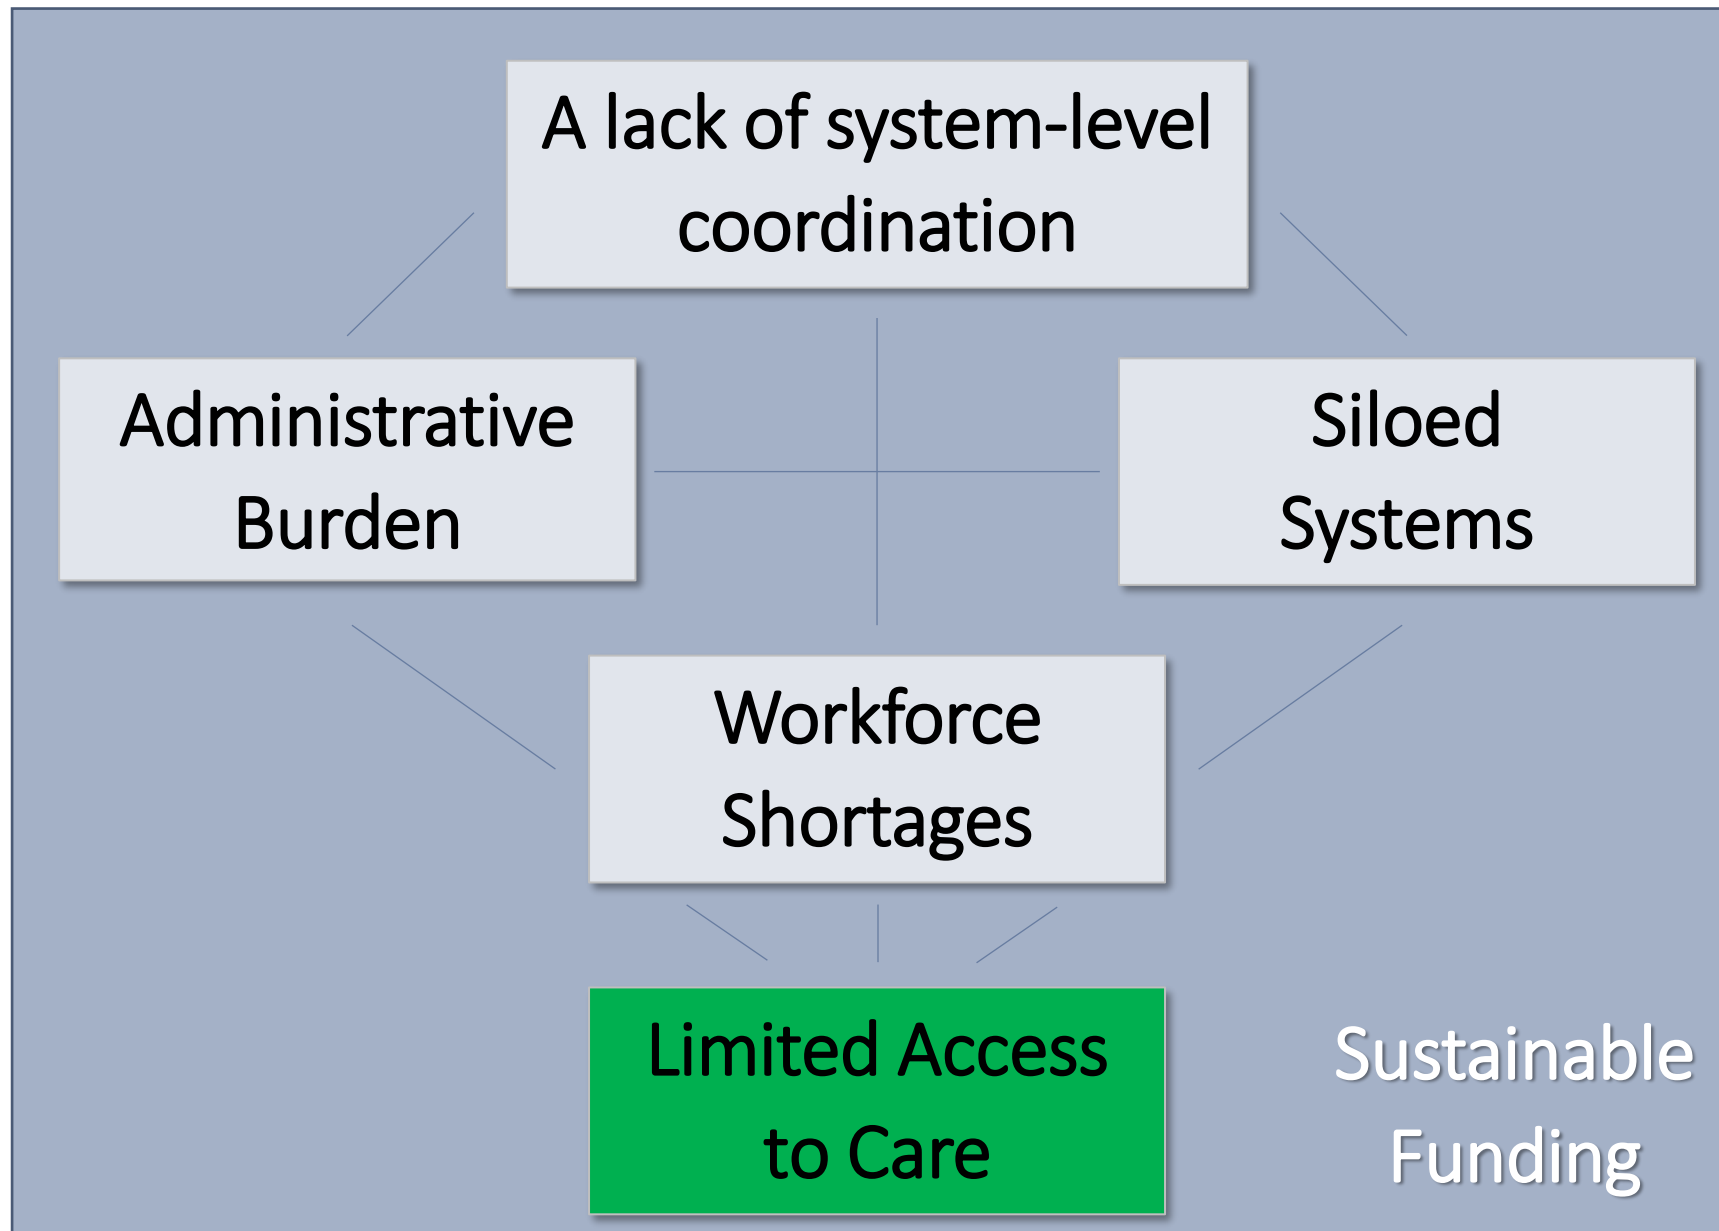 A lack of system-level
coordination
Administrative
Burden
Siloed
Systems
Workforce
Shortages
Limited Access
to Care
Sustainable
Funding